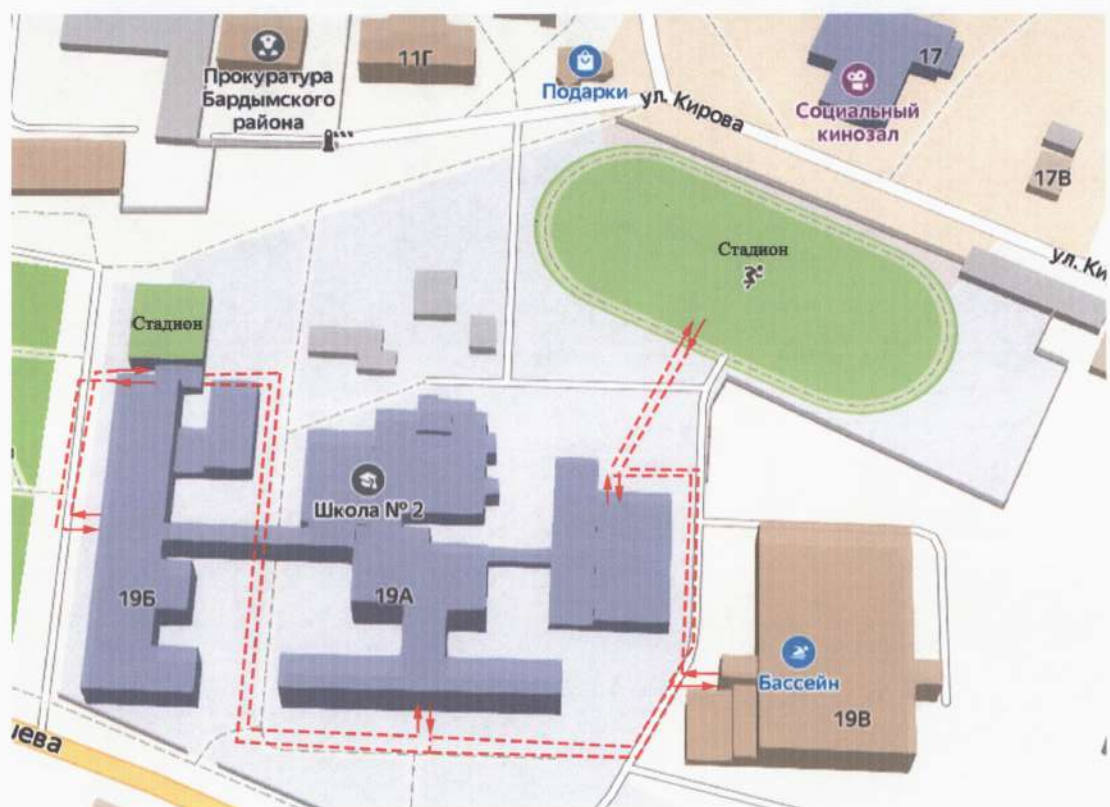 Прокуратура
Бардымского
района
11Г
Подарки
ул. Кирова
17
Социальный
кинозал
17В
ул. Ки
Стадион
Стадион
Школа № 2
19Б
19А
Бассейн
19В
ева